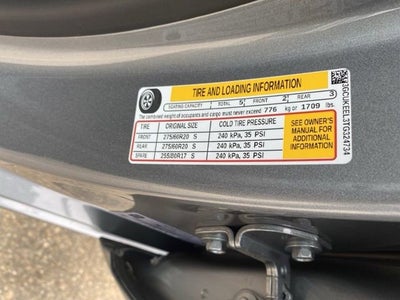 TIRE AND LOADING INFORMATION
SEATING CAPACITY TOTAL 5 FRONT 2 REAR 3
The combined weight of occupants and cargo must never exceed 776 kg or 1709 lbs.
TIRE ORIGINAL SIZE COLD TIRE PRESSURE
FRONT 275/60R20 S 240 kPa, 35 PSI
REAR 275/60R20 S 240 kPa, 35 PSI
SPARE 255/80R17 S 240 kPa, 35 PSI
SEE OWNER'S
MANUAL FOR
ADDITIONAL
INFORMATION
3GCUKEEL3TG324734